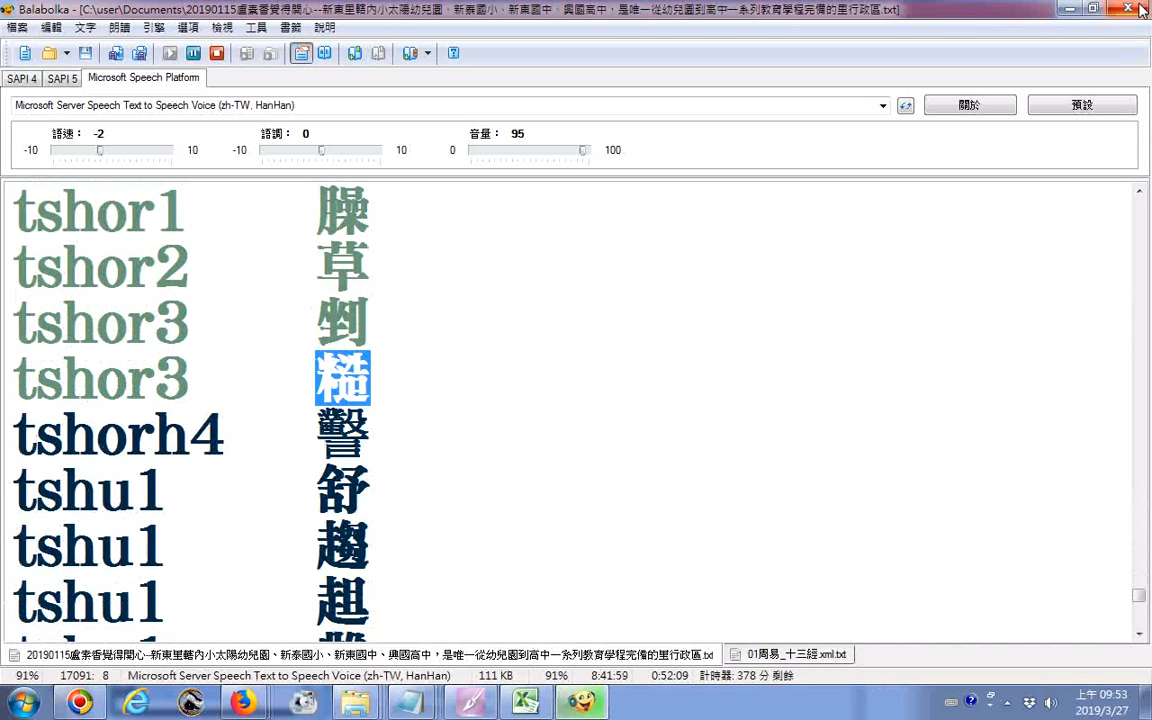 Balabolka - [C:\user\Documents\20190115盧素香覺得開心--新東里轄內小太陽幼兒園、新泰國小、新東國中、興國高中，是唯一從幼兒園到高中一系列教育學程完備的里行政區.txt]
檔案 編輯 文字 朗讀 引擎 選項 檢視 工具 書籤 說明
SAPI 4 SAPI 5 Microsoft Speech Platform
Microsoft Server Speech Text to Speech Voice (zh-TW, HanHan) 關於 預設
語速： -2 語調： 0 音量： 95
-10 10 -10 10 0 100
tshor1 臊
tshor2 草
tshor3 剉
tshor3 糙
tshorh4
tshu1 舒
tshu1 趨
tshu1 趄
20190115盧素香覺得開心--新東里轄內小太陽幼兒園、新泰國小、新東國中、興國高中，是唯一從幼兒園到高中一系列教育學程完備的里行政區.txt 01周易_十三經.xml.txt
91% 17091: 8 Microsoft Server Speech Text to Speech Voice (zh-TW, HanHan) 111 KB 91% 8:41:59 0:52:09 計時器: 378 分 剩餘
上午 09:53
2019/3/27